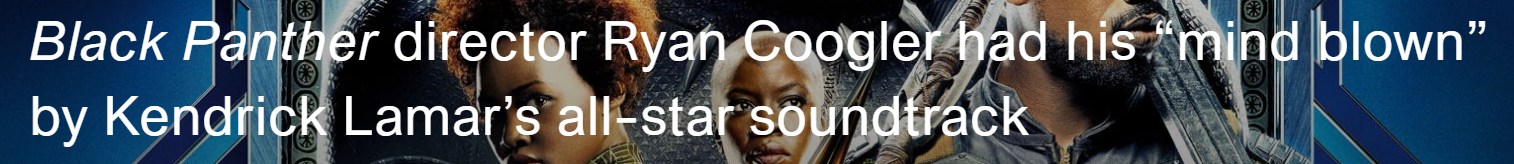 Black Panther director Ryan Coogler had his “mind blown”
by Kendrick Lamar’s all-star soundtrack